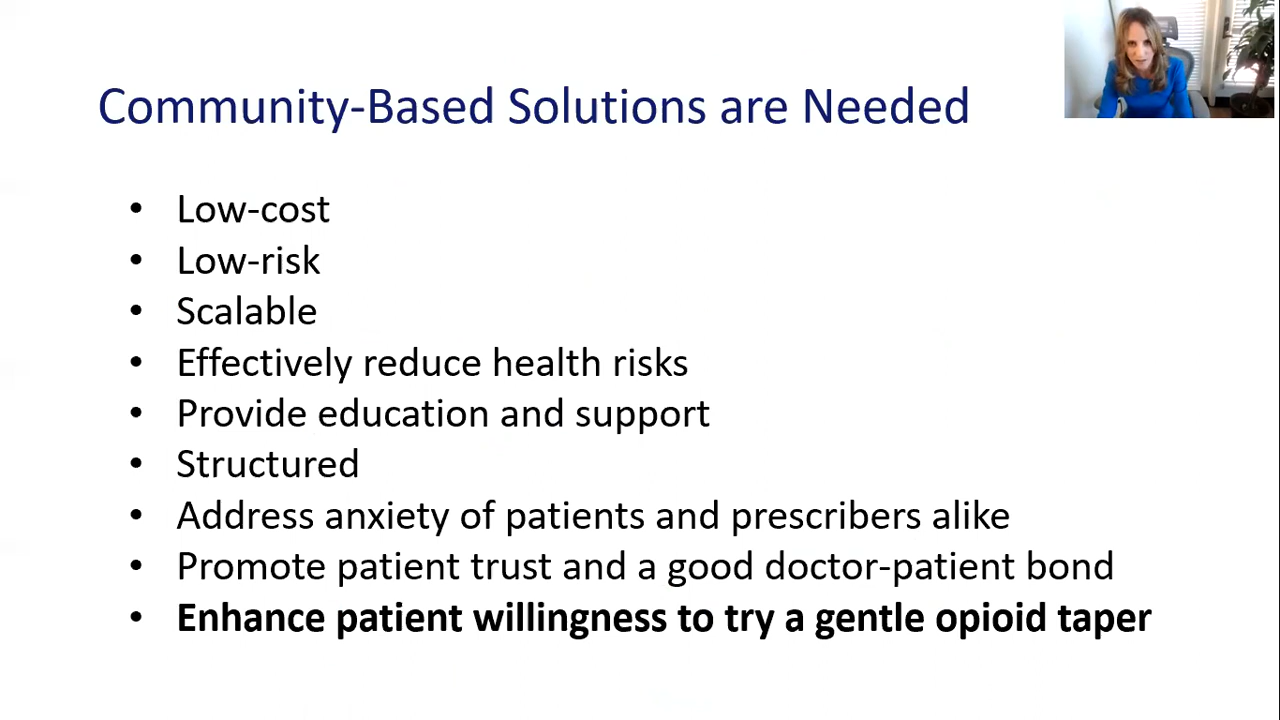 Community-Based Solutions are Needed
• Low-cost
• Low-risk
• Scalable
• Effectively reduce health risks
• Provide education and support
• Structured
• Address anxiety of patients and prescribers alike
• Promote patient trust and a good doctor-patient bond
• Enhance patient willingness to try a gentle opioid taper